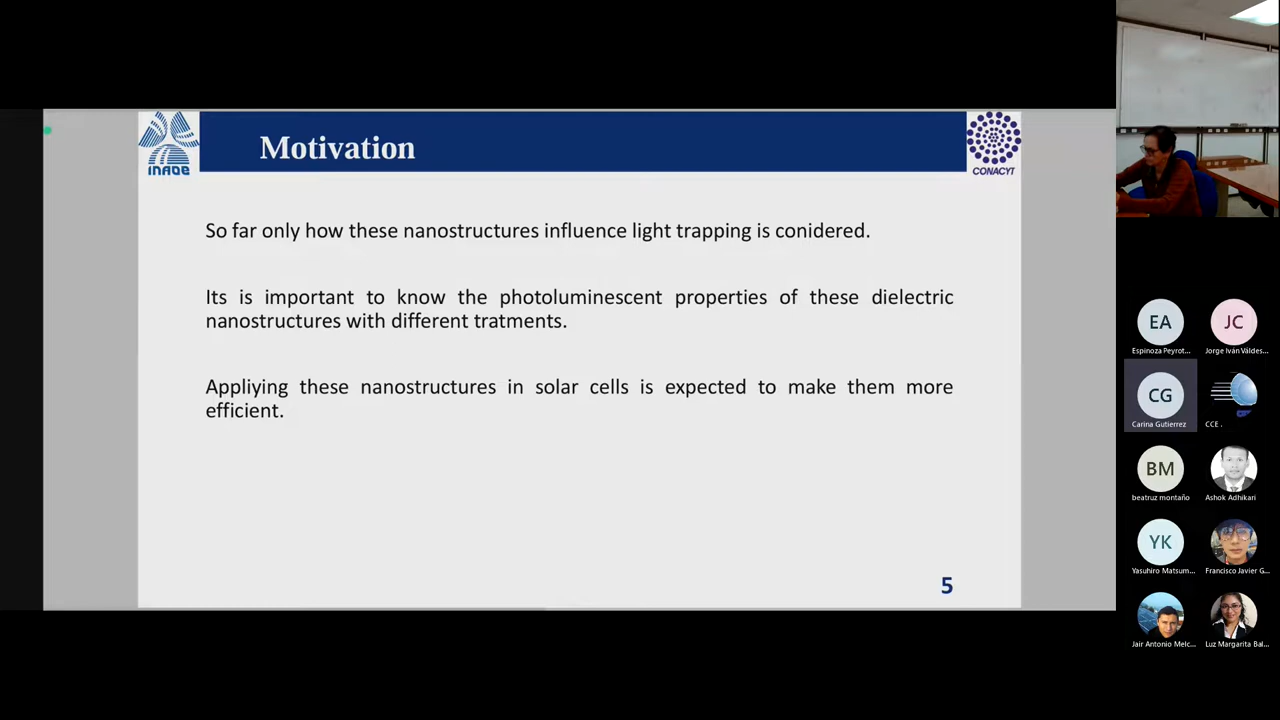 INAOE
Motivation
CONACYT
So far only how these nanostructures influence light trapping is conidered.
Its is important to know the photoluminescent properties of these dielectric
nanostructures with different tratments.
Appliying these nanostructures in solar cells is expected to make them more
efficient.
5
EA
JC
Espinoza Peyrot...
Jorge Iván Váldes...
CG
Carina Gutierrez
CCE .
BM
beatruz montaño
Ashok Adhikari
YK
Yasuhiro Matsum...
Francisco Javier G...
Jair Antonio Melc...
Luz Margarita Bal...